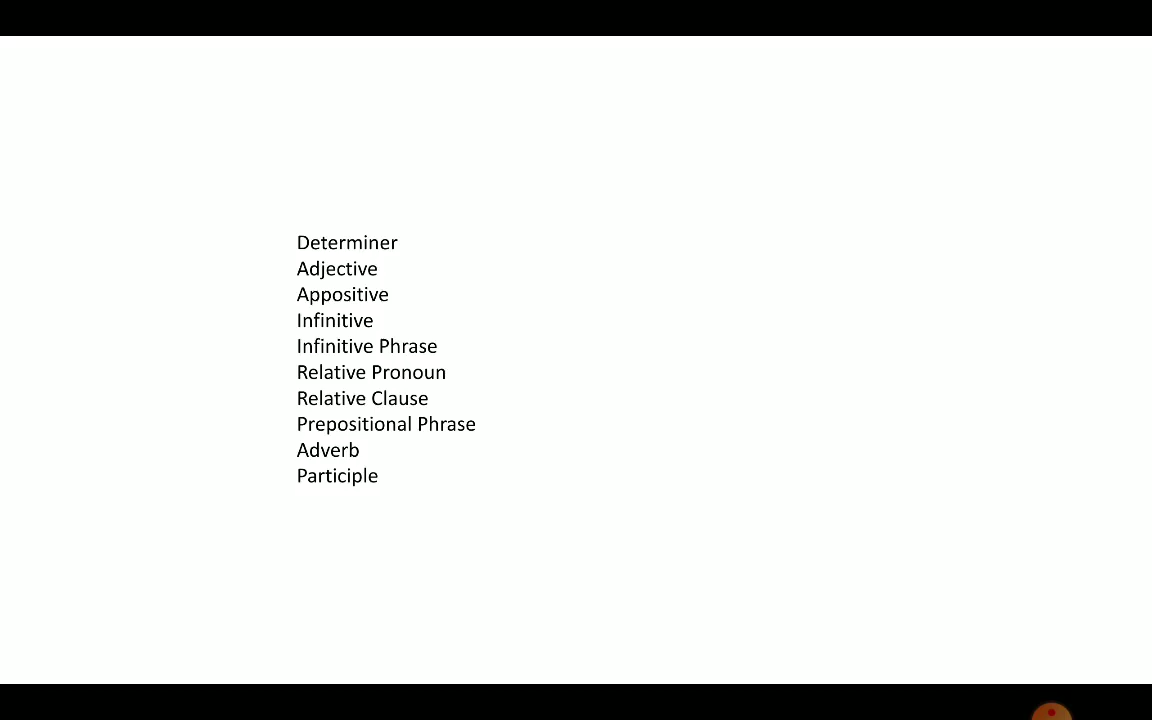 Determiner
Adjective
Appositive
Infinitive
Infinitive Phrase
Relative Pronoun
Relative Clause
Prepositional Phrase
Adverb
Participle